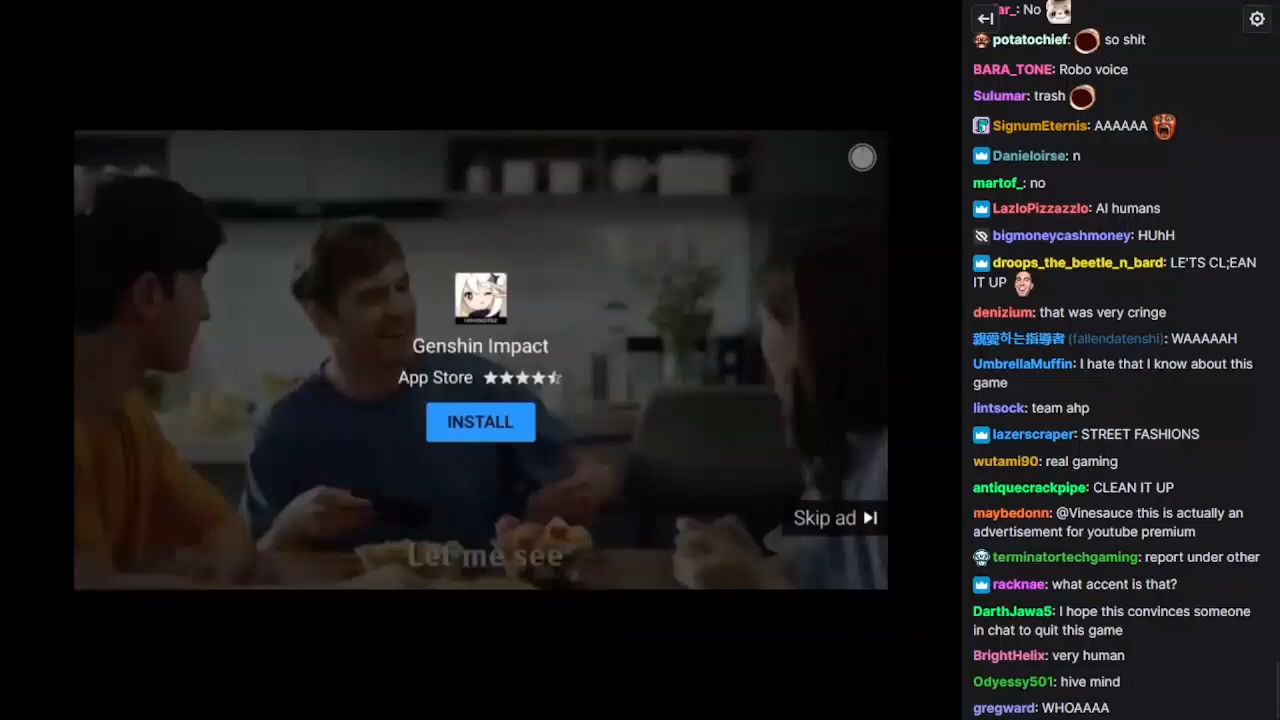 Genshin Impact
App Store
INSTALL
Skip ad
Let me see
ar_: No
potatochief: so shit
BARA_TONE: Robo voice
Sulumar: trash
SignumEternis: AAAAAA
Danieloirse: n
martof_: no
LazloPizzazzlo: AI humans
bigmoneycashmoney: HUhH
droops_the_beetle_n_bard: LE'TS CL;EAN
IT UP
denizium: that was very cringe
親愛하는指導者 (fallendatenshi): WAAAAAH
UmbrellaMuffin: I hate that I know about this
game
lintsock: team ahp
lazerscraper: STREET FASHIONS
wutami90: real gaming
antiquecrackpipe: CLEAN IT UP
maybedonn: @Vinesauce this is actually an
advertisement for youtube premium
terminatortechgaming: report under other
racknae: what accent is that?
DarthJawa5: I hope this convinces someone
in chat to quit this game
BrightHelix: very human
Odyessy501: hive mind
gregward: WHOAAAA